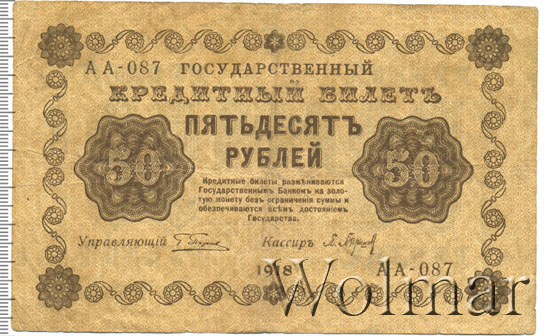 АА-087 ГОСУДАРСТВЕННЫЙ
КРЕДИТНЫЙ БИЛЕТЪ
ПЯТЬДЕСЯТЪ
РУБЛЕЙ
50 50
Кредитные билеты размѣниваются
Государственнымъ Банкомъ на золо-
тую монету безъ ограниченія суммы и
обезпечиваются всѣмъ достояніемъ
Государства.
Управляющій Кассиръ
1918 АА-087
Wolmar